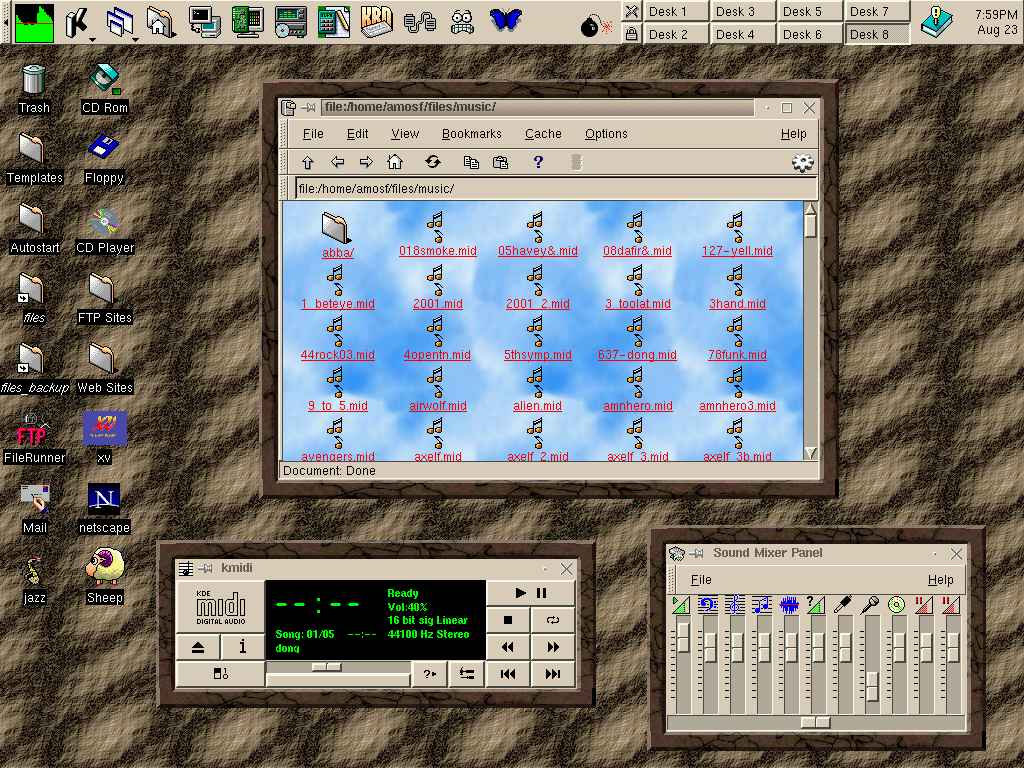 KRN
Desk 1 Desk 3 Desk 5 Desk 7
Desk 2 Desk 4 Desk 6 Desk 8
7:59PM
Aug 23
Trash
CD Rom
Templates
Floppy
Autostart
CD Player
files
FTP Sites
files_backup
Web Sites
FTP
FileRunner
XV
xv
Mail
N
netscape
jazz
Sheep
file:/home/amosf/files/music/
File Edit View Bookmarks Cache Options Help
?
file:/home/amosf/files/music/
abba/ 018smoke.mid 05havey&.mid 08dafir&.mid 127-yell.mid
1_beteye.mid 2001.mid 2001_2.mid 3_toolat.mid 3hand.mid
44rock03.mid 4opentn.mid 5thsymp.mid 637-dong.mid 78funk.mid
9_to_5.mid airwolf.mid alien.mid amnhero.mid amnhero3.mid
avengers.mid axelf.mid axelf_2.mid axelf_3.mid axelf_3b.mid
Document: Done
kmidi
KDE
midi
DIGITAL AUDIO
--:--
Ready
Vol:40%
16 bit sig Linear
Song: 01/05 --:-- 44100 Hz Stereo
dong
i
?
Sound Mixer Panel
File Help
?